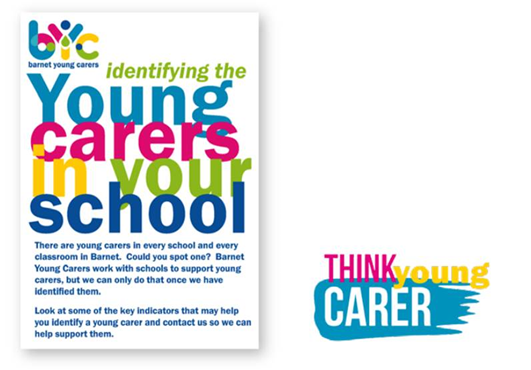 byc
barnet young carers
identifying the
Young
carers
in your
school
There are young carers in every school and every
classroom in Barnet.  Could you spot one?  Barnet
Young Carers work with schools to support young
carers, but we can only do that once we have
identified them.
Look at some of the key indicators that may help
you identify a young carer and contact us so we can
help support them.
THINK young
CARER